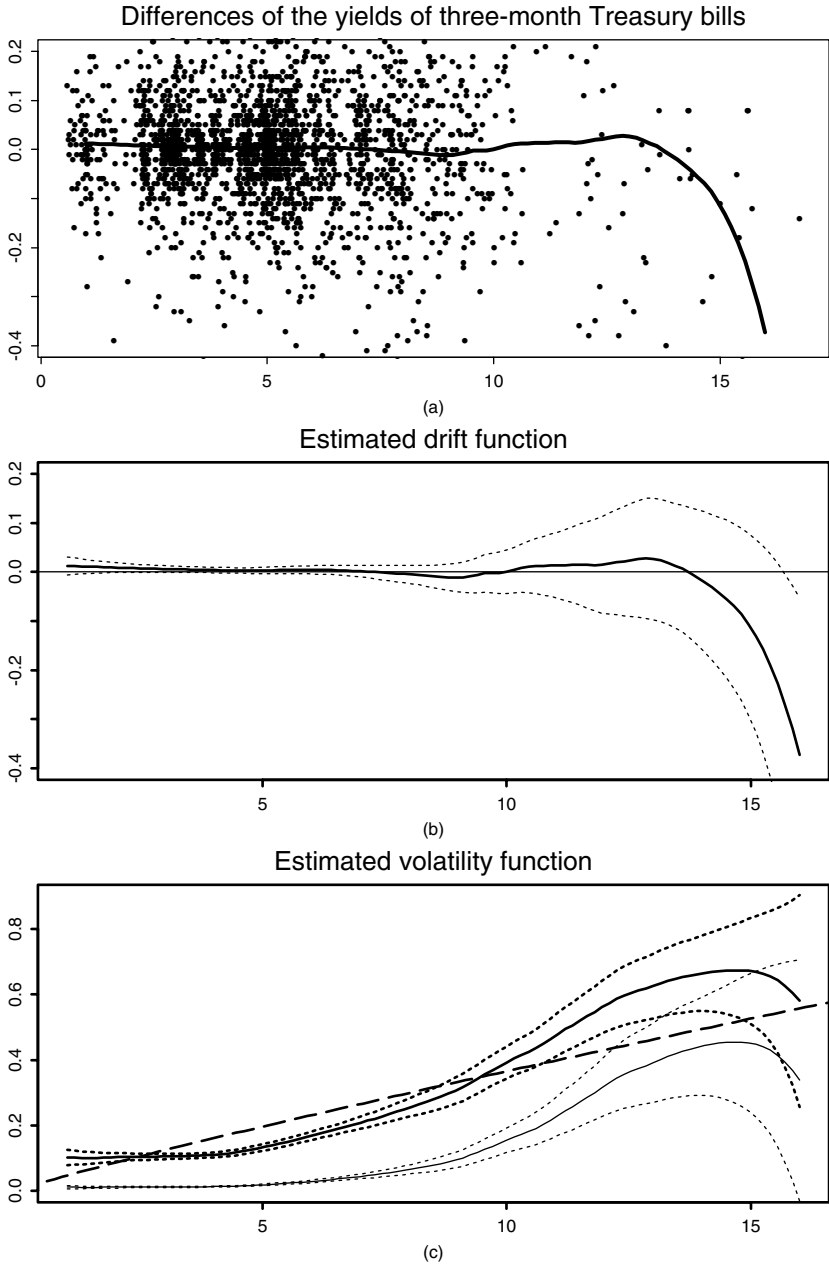 Differences of the yields of three-month Treasury bills
0.2
0.1
0.0
-0.2
-0.4
0 5 10 15
(a)
Estimated drift function
0.2
0.1
0.0
-0.2
-0.4
5 10 15
(b)
Estimated volatility function
0.8
0.6
0.4
0.2
0.0
5 10 15
(c)